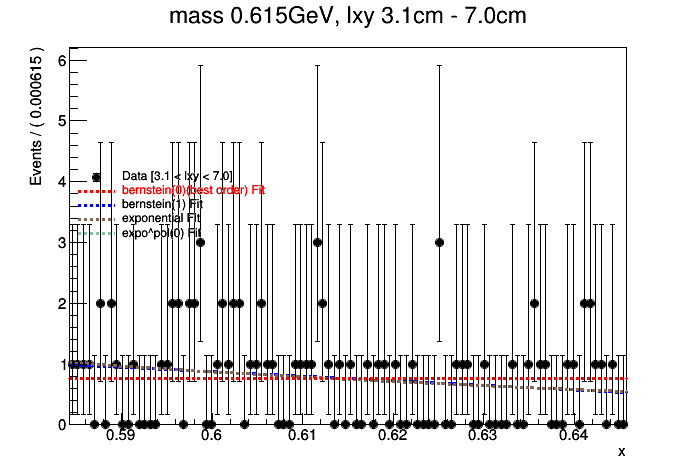 mass 0.615GeV, lxy 3.1cm - 7.0cm
Events / ( 0.000615 )
6
5
4
3
2
1
0
Data [3.1 < lxy < 7.0]
bernstein(0)(best order) Fit
bernstein(1) Fit
exponential Fit
expo^pol(0) Fit
0.59
0.6
0.61
0.62
0.63
0.64
x